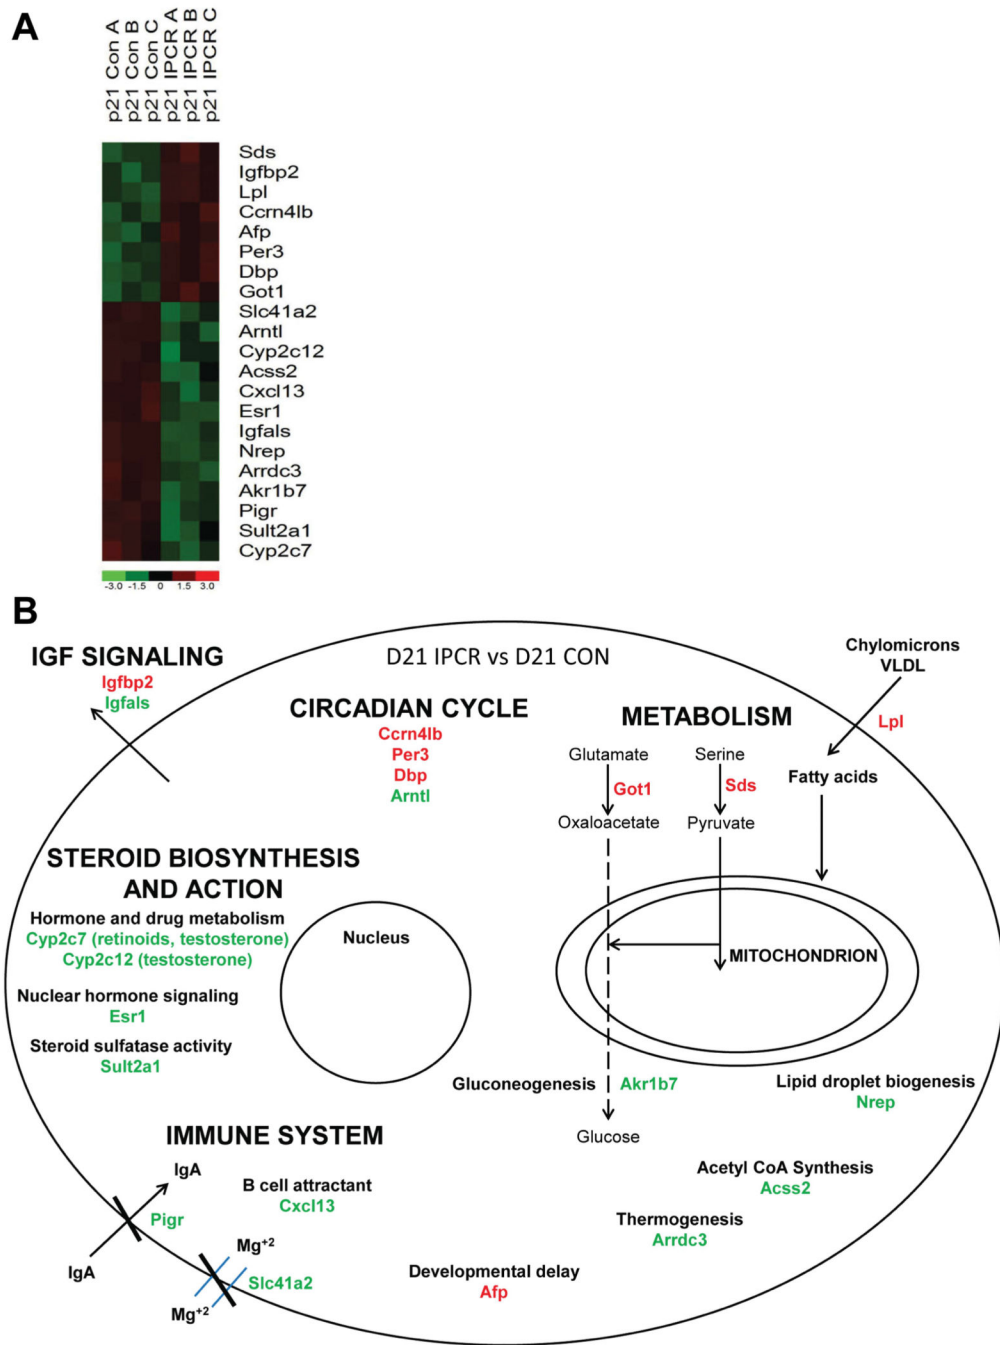 A
p21 Con A
p21 Con B
p21 Con C
p21 IPCR A
p21 IPCR B
p21 IPCR C
Sds
Igfbp2
Lpl
Ccrn4lb
Afp
Per3
Dbp
Got1
Slc41a2
Arntl
Cyp2c12
Acss2
Cxcl13
Esr1
Igfals
Nrep
Arrdc3
Akr1b7
Pigr
Sult2a1
Cyp2c7
-3.0 -1.5 0 1.5 3.0
B
D21 IPCR vs D21 CON
IGF SIGNALING
Igfbp2
Igfals
CIRCADIAN CYCLE
Ccrn4lb
Per3
Dbp
Arntl
METABOLISM
Glutamate
Got1
Oxaloacetate
Serine
Sds
Pyruvate
Chylomicrons
VLDL
Lpl
Fatty acids
STEROID BIOSYNTHESIS
AND ACTION
Hormone and drug metabolism
Cyp2c7 (retinoids, testosterone)
Cyp2c12 (testosterone)
Nuclear hormone signaling
Esr1
Steroid sulfatase activity
Sult2a1
Nucleus
MITOCHONDRION
Gluconeogenesis
Akr1b7
Glucose
Lipid droplet biogenesis
Nrep
Acetyl CoA Synthesis
Acss2
Thermogenesis
Arrdc3
Developmental delay
Afp
IMMUNE SYSTEM
IgA
Pigr
IgA
B cell attractant
Cxcl13
Mg+2
Slc41a2
Mg+2